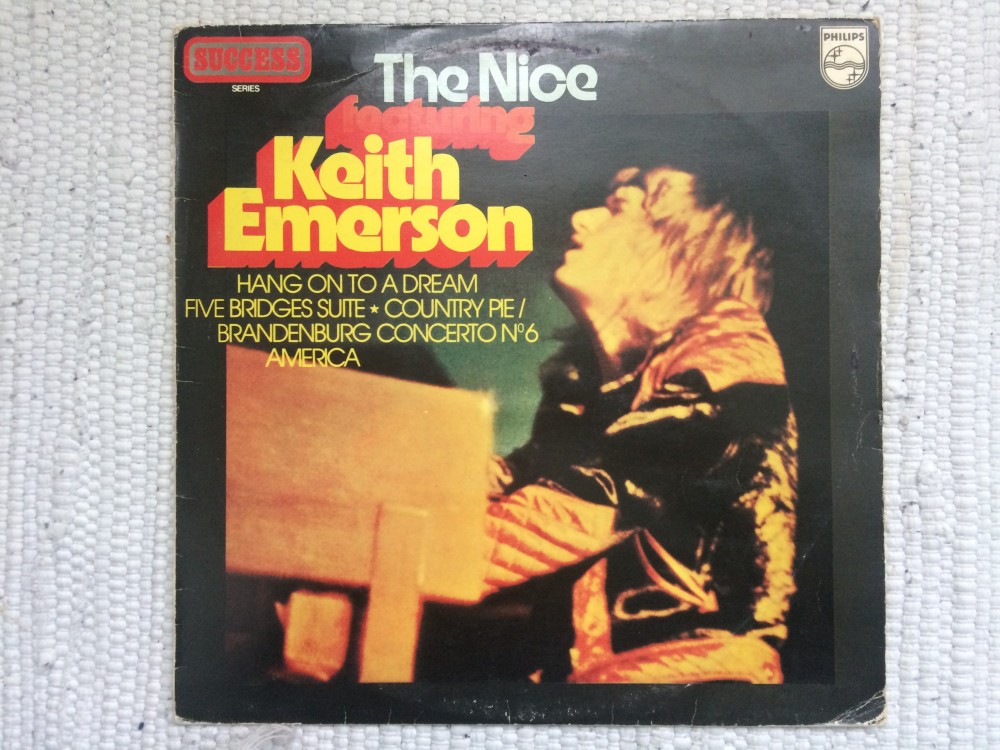 SUCCESS
SERIES
PHILIPS
The Nice
featuring
Keith
Emerson
HANG ON TO A DREAM
FIVE BRIDGES SUITE ★ COUNTRY PIE /
BRANDENBURG CONCERTO Nº6
AMERICA